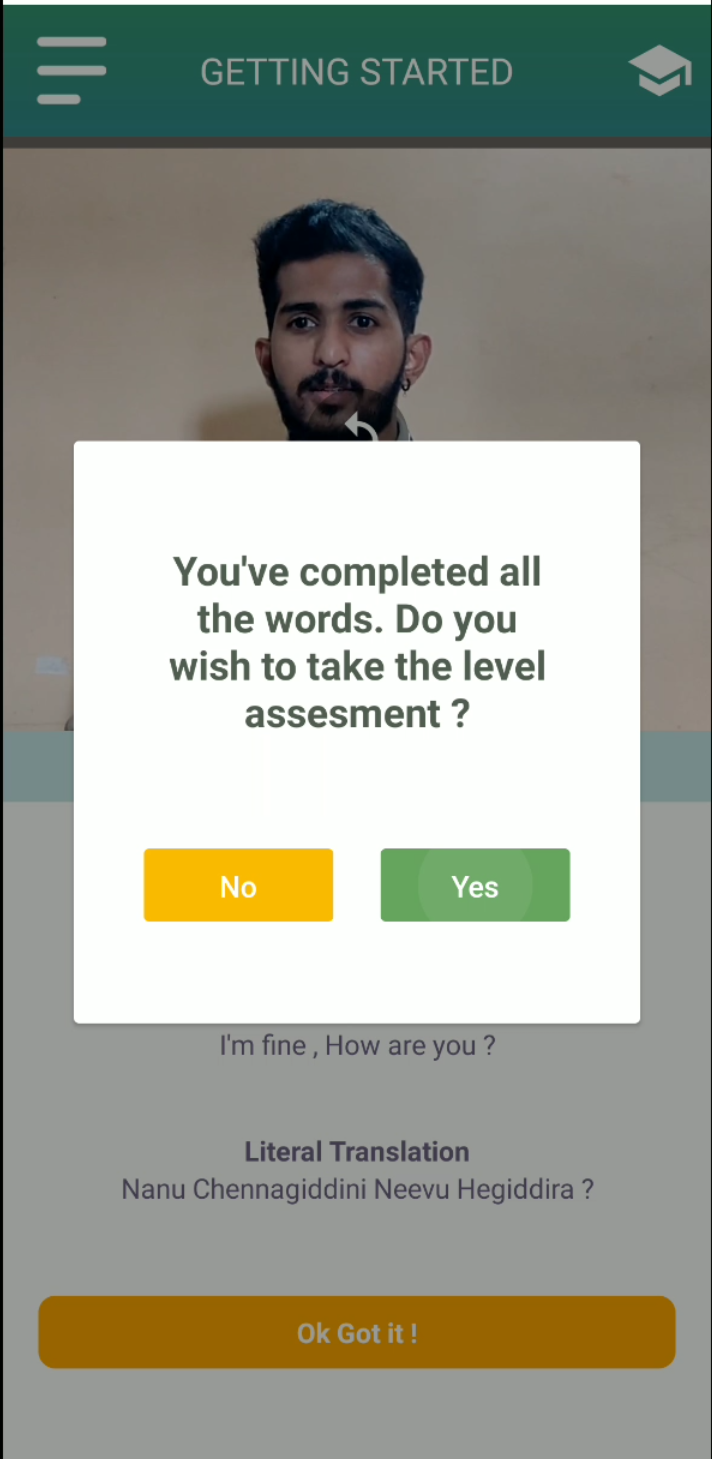 GETTING STARTED
You've completed all
the words. Do you
wish to take the level
assesment ?
No
Yes
I'm fine , How are you ?
Literal Translation
Nanu Chennagiddini Neevu Hegiddira ?
Ok Got it !